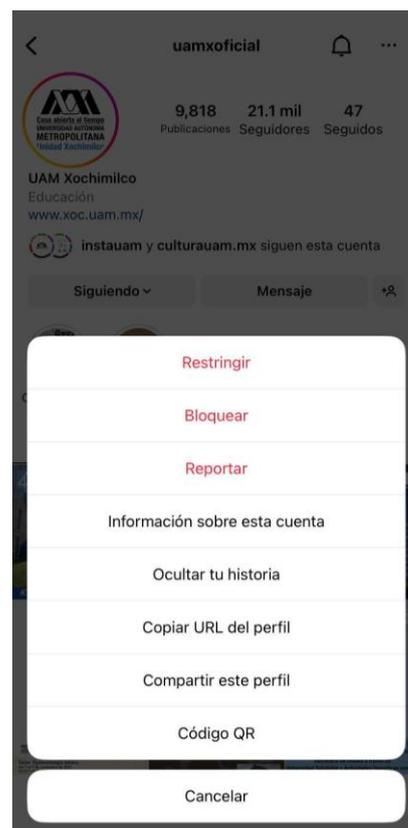 uamxoficial
Casa abierta al tiempo
UNIVERSIDAD AUTÓNOMA
METROPOLITANA
Unidad Xochimilco
9,818 21.1 mil 47
Publicaciones Seguidores Seguidos
UAM Xochimilco
Educación
www.xoc.uam.mx/
instauam y culturauam.mx siguen esta cuenta
Siguiendo Mensaje
Restringir
Bloquear
Reportar
Información sobre esta cuenta
Ocultar tu historia
Copiar URL del perfil
Compartir este perfil
Código QR
Cancelar